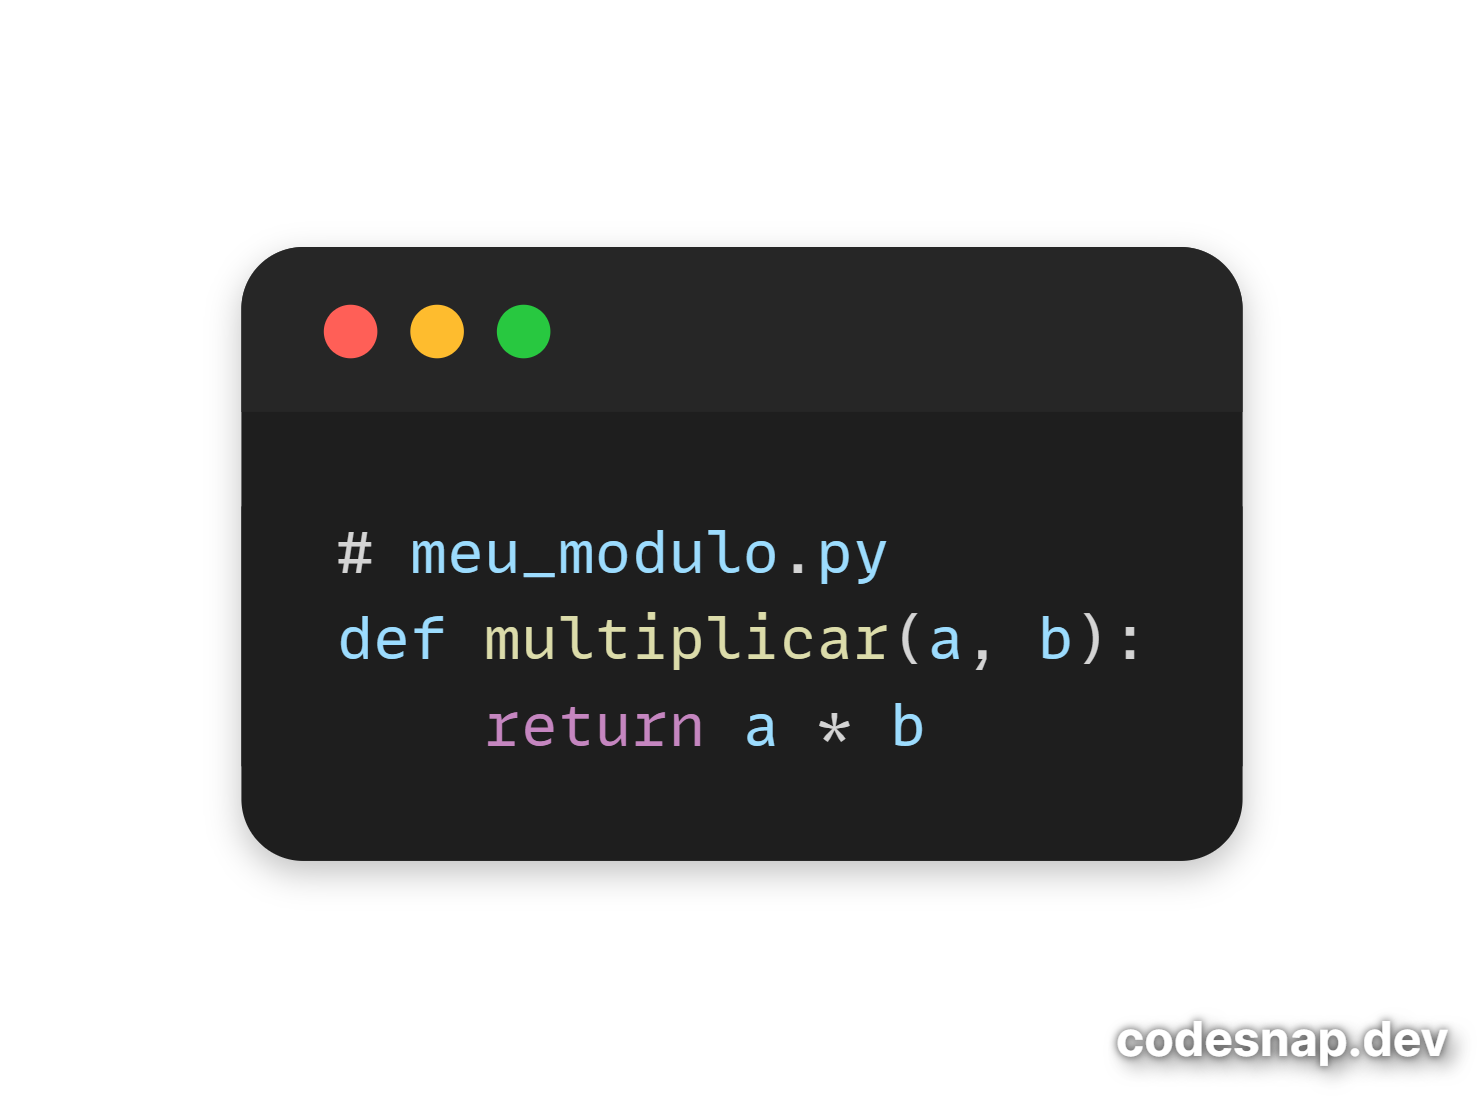 # meu_modulo.py
def multiplicar(a, b):
    return a * b
codesnap.dev